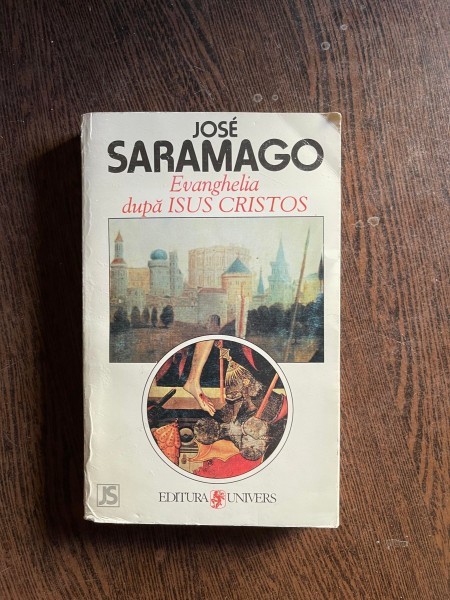 JOSÉ
SARAMAGO
Evanghelia
după ISUS CRISTOS
JS
EDITURA UNIVERS